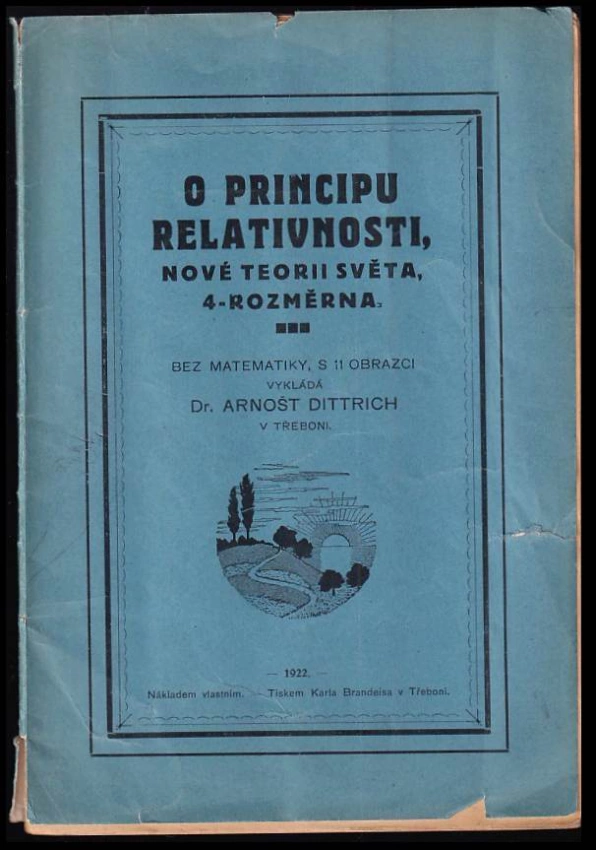 O PRINCIPU
RELATIVNOSTI,
NOVÉ TEORII SVĚTA,
4-ROZMĚRNA.
BEZ MATEMATIKY, S 11 OBRAZCI
VYKLÁDÁ
Dr. ARNOŠT DITTRICH
V TŘEBONI.
— 1922. —
Nákladem vlastním. — Tiskem Karla Brandeisa v Třeboni.